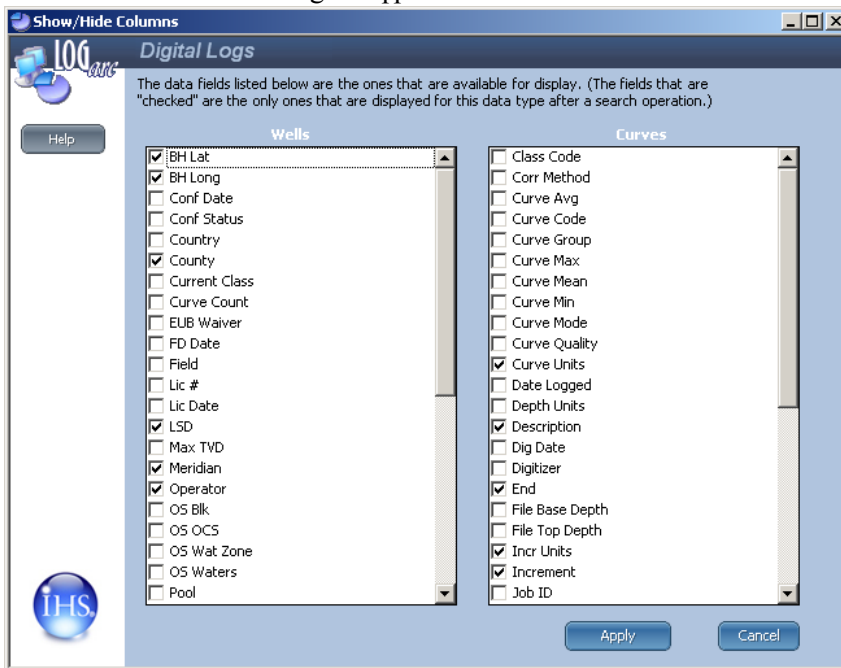 Show/Hide Columns
LOGarc
Digital Logs
The data fields listed below are the ones that are available for display. (The fields that are
"checked" are the only ones that are displayed for this data type after a search operation.)
Help
Wells
Curves
BH Lat
BH Long
Conf Date
Conf Status
Country
County
Current Class
Curve Count
EUB Waiver
FD Date
Field
Lic #
Lic Date
LSD
Max TVD
Meridian
Operator
OS Blk
OS OCS
OS Wat Zone
OS Waters
Pool
Class Code
Corr Method
Curve Avg
Curve Code
Curve Group
Curve Max
Curve Mean
Curve Min
Curve Mode
Curve Quality
Curve Units
Date Logged
Depth Units
Description
Dig Date
Digitizer
End
File Base Depth
File Top Depth
Incr Units
Increment
Job ID
IHS
Apply
Cancel